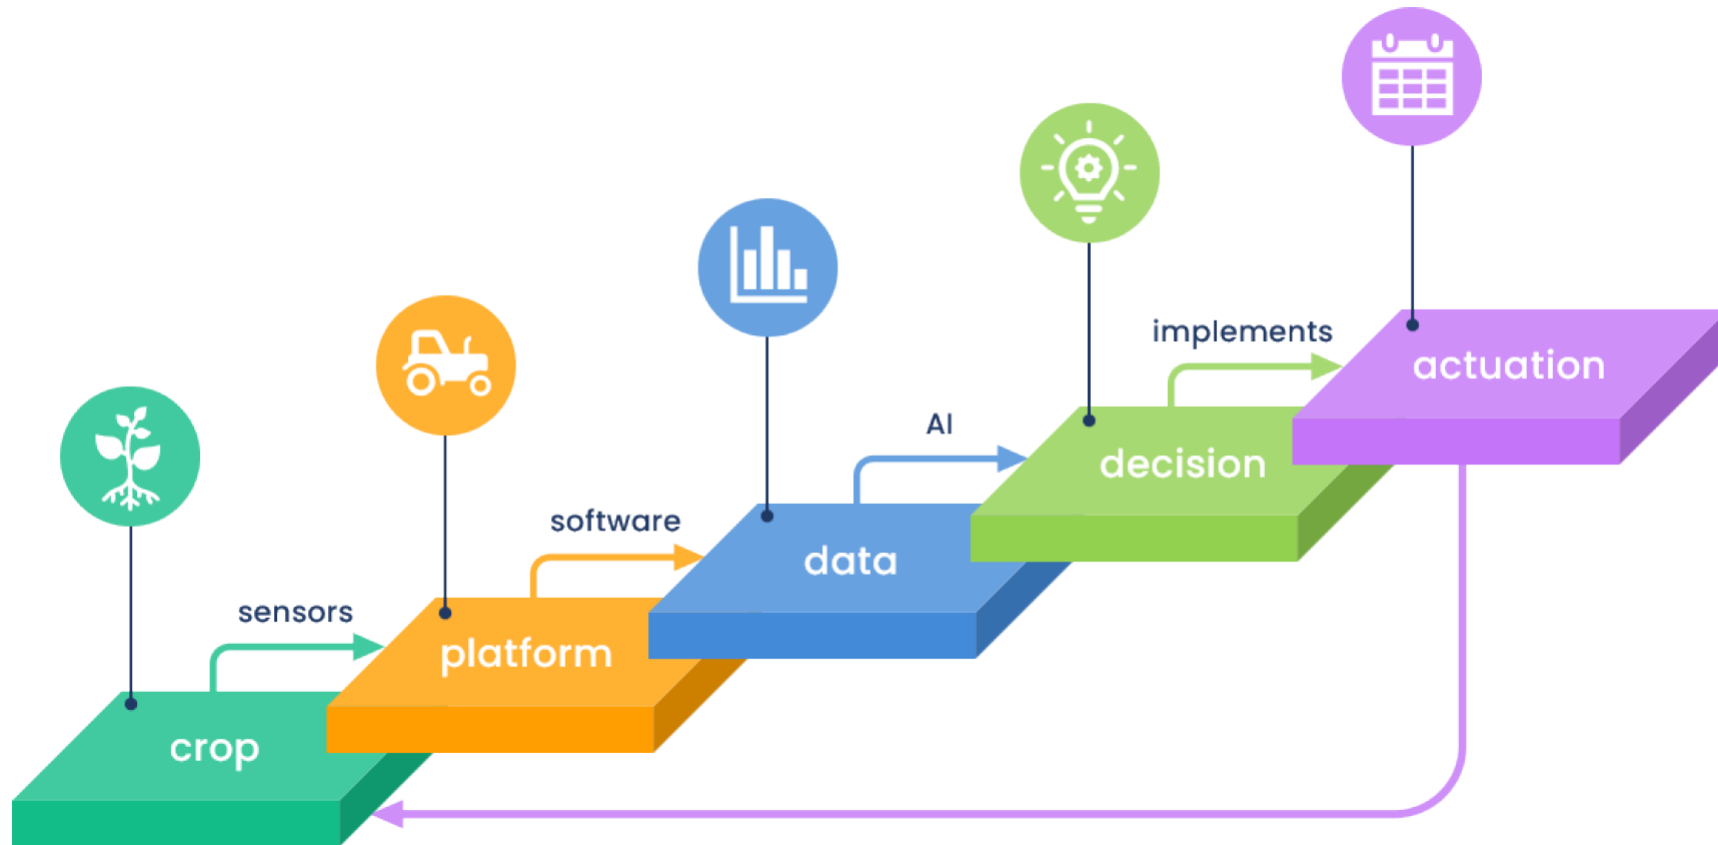 crop
sensors
platform
software
data
AI
decision
implements
actuation